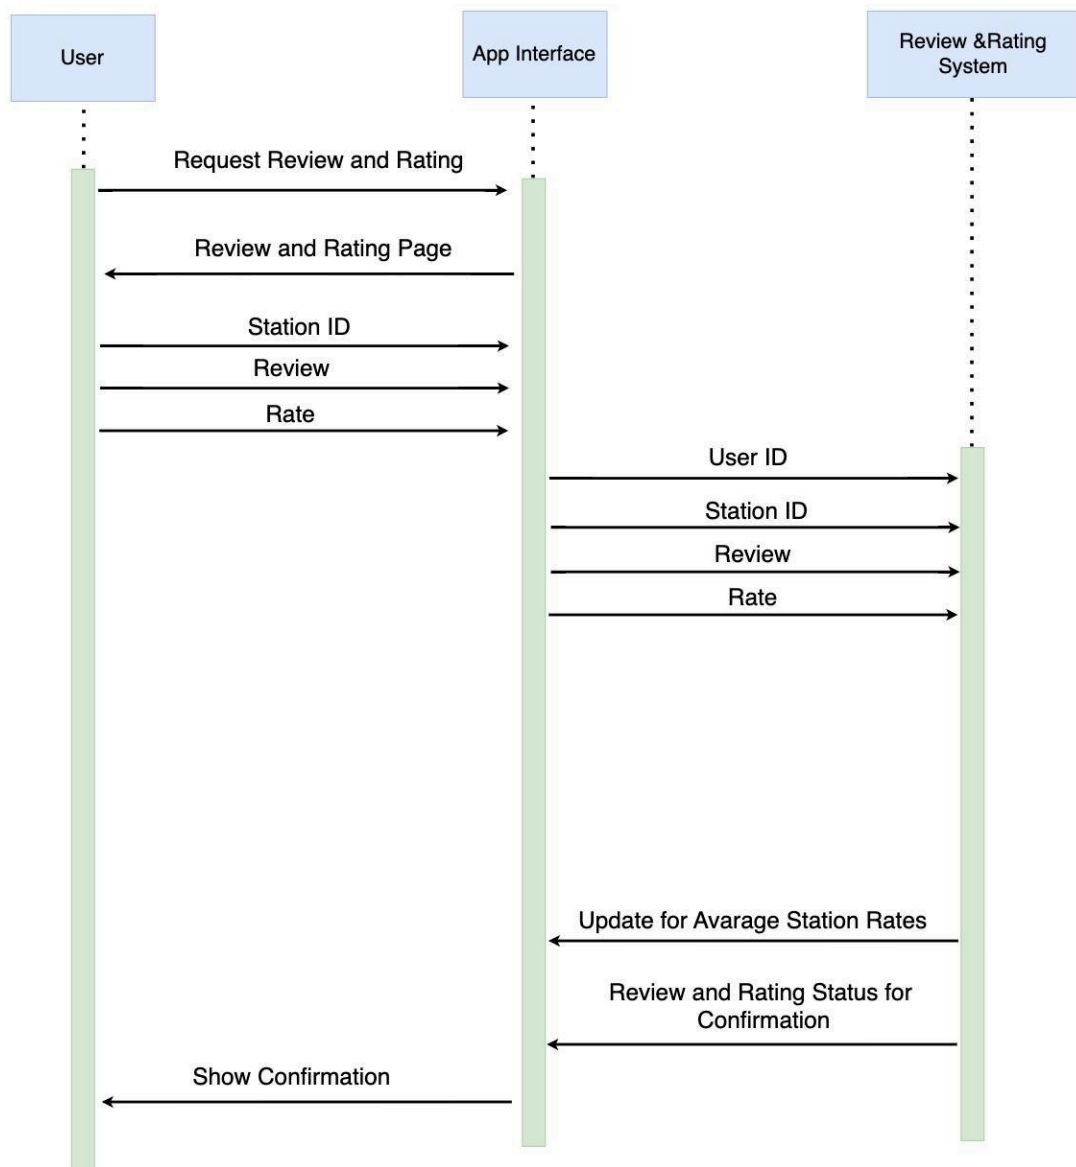 User
App Interface
Review &Rating
System
Request Review and Rating
Review and Rating Page
Station ID
Review
Rate
User ID
Station ID
Review
Rate
Update for Avarage Station Rates
Review and Rating Status for
Confirmation
Show Confirmation